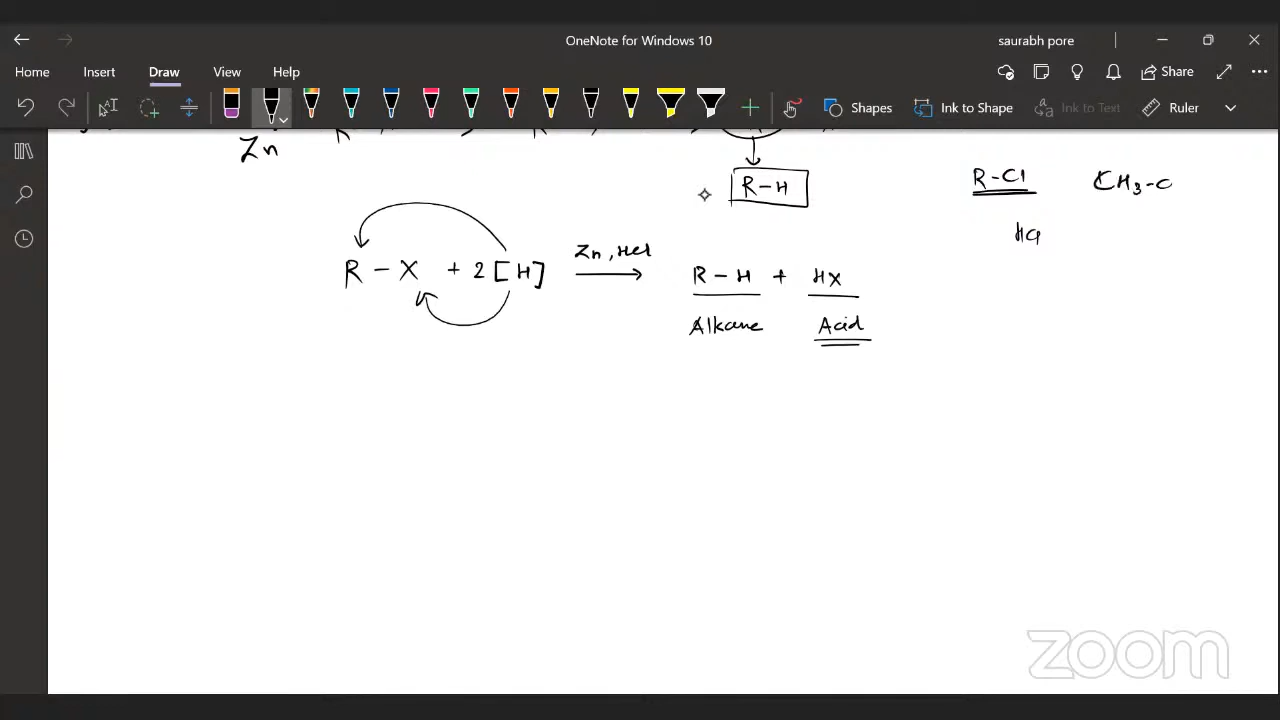 OneNote for Windows 10
saurabh pore
Home Insert Draw View Help
Share
Shapes Ink to Shape Ink to Text Ruler
Zn
R-H
R-Cl CH3-C
R - X + 2 [H] Zn, HCl → R - H + HX
Alkane Acid
zoom